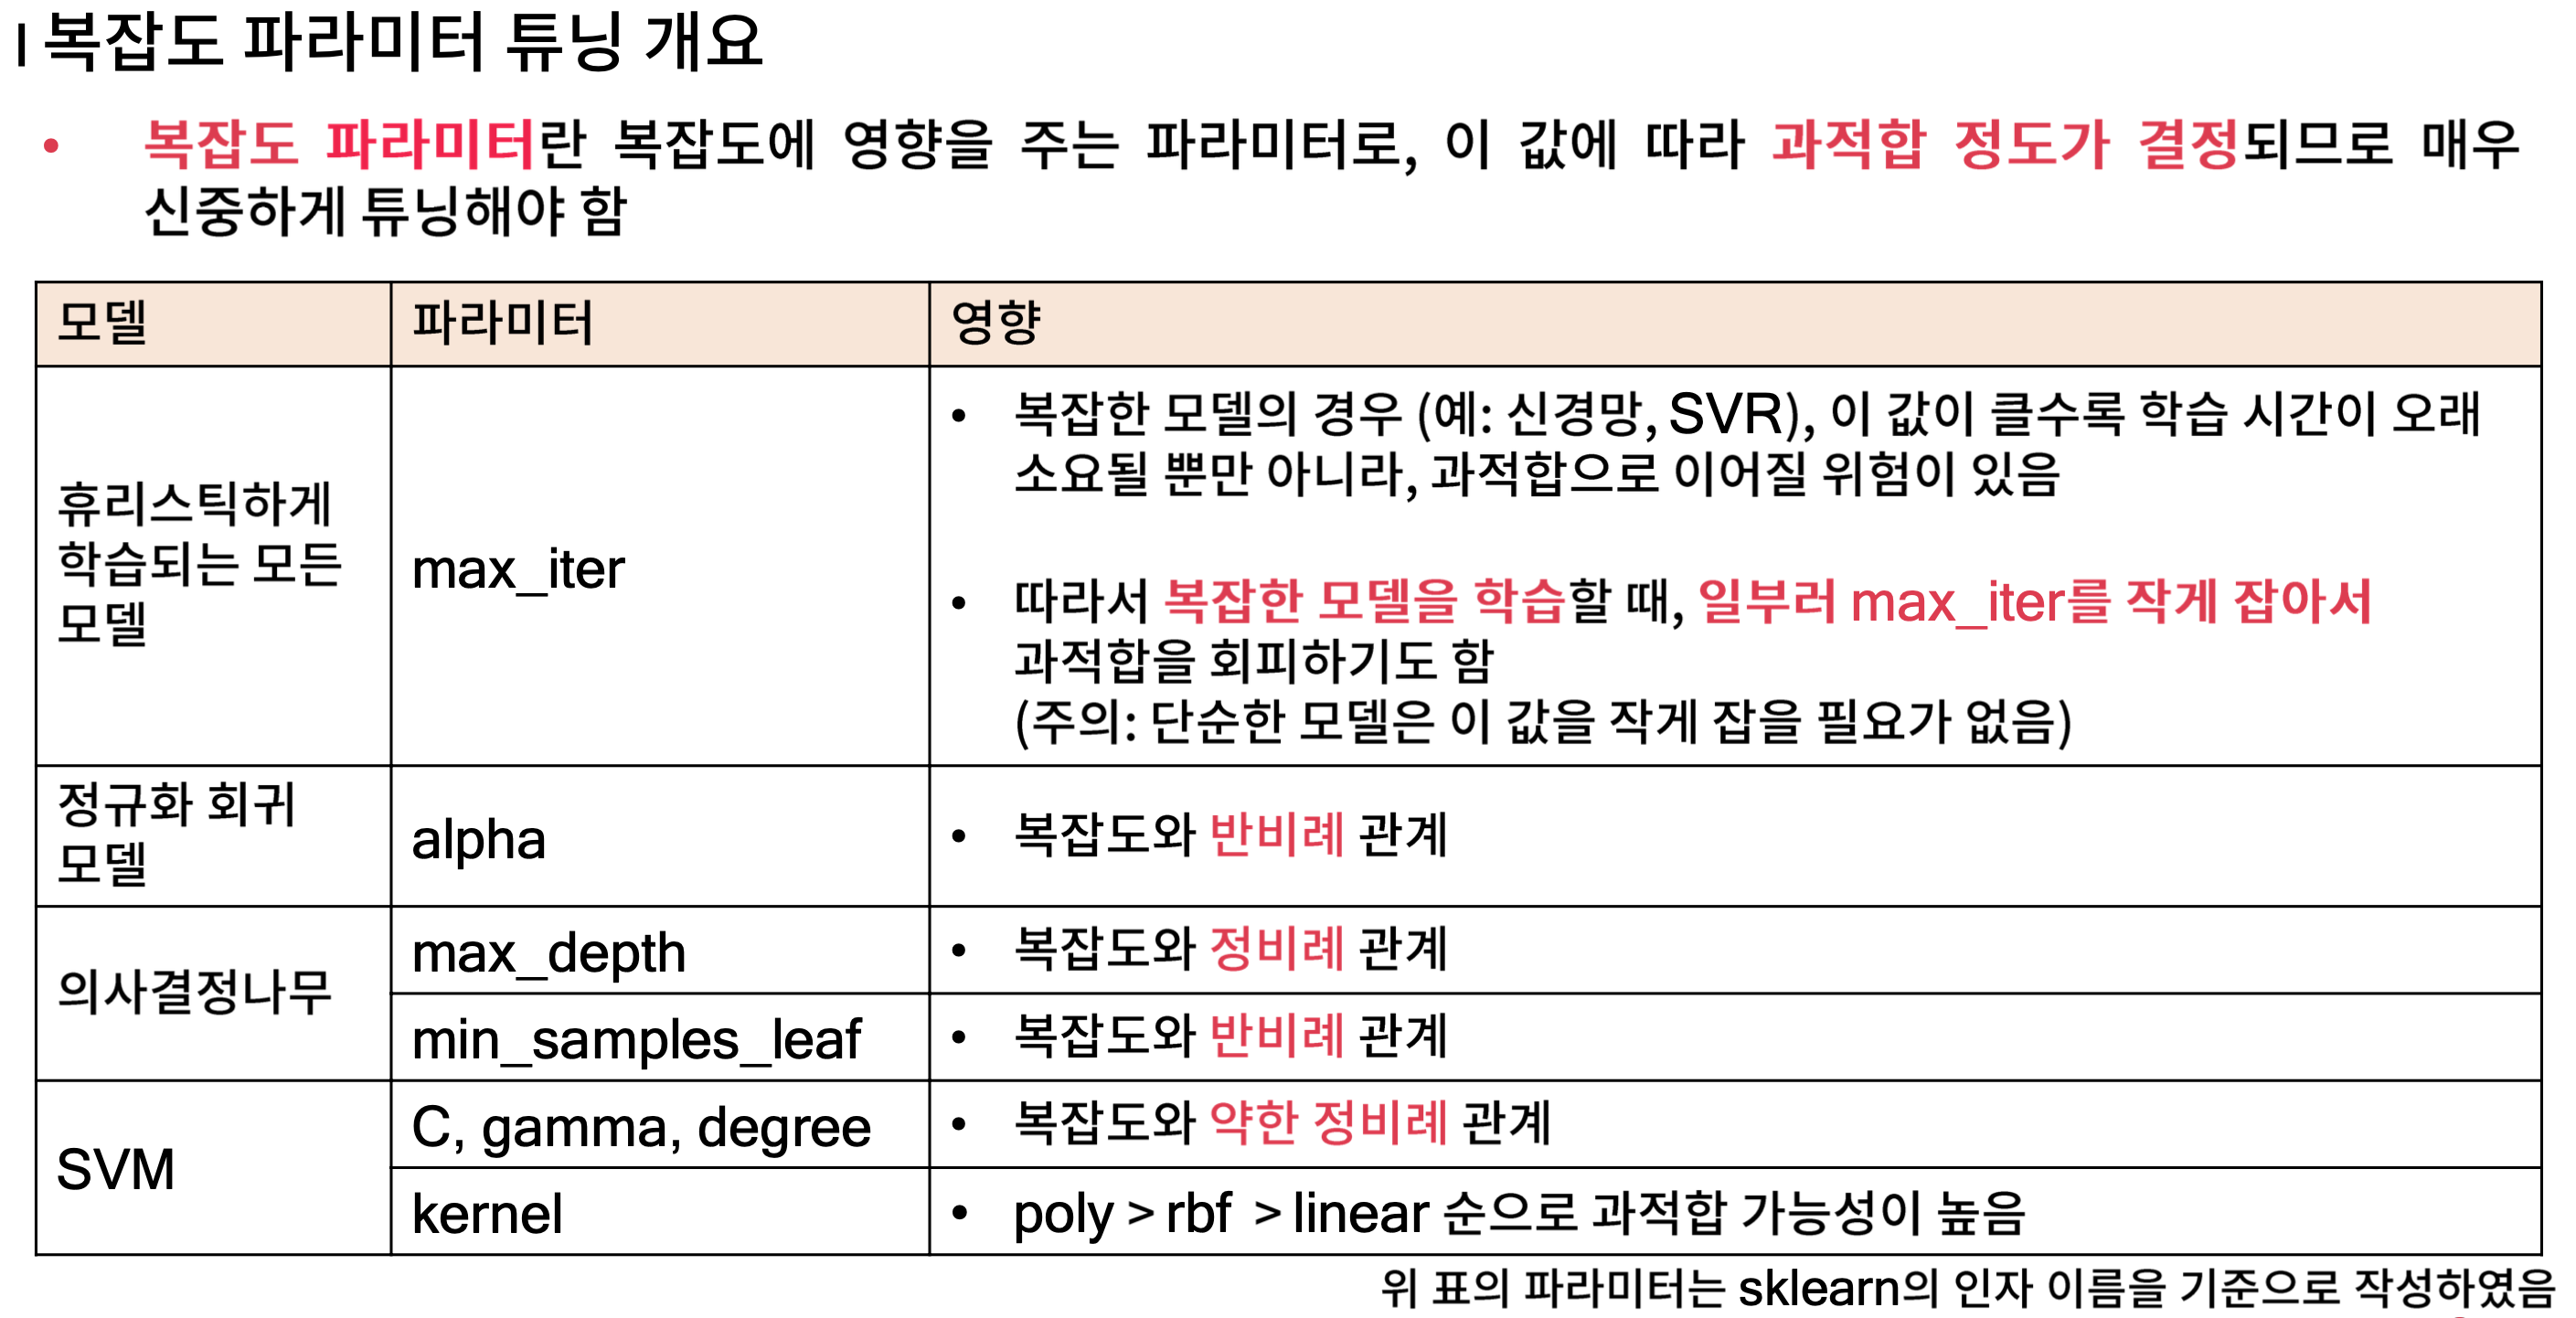 복잡도 파라미터 튜닝 개요
• 복잡도 파라미터란 복잡도에 영향을 주는 파라미터로, 이 값에 따라 과적합 정도가 결정되므로 매우
신중하게 튜닝해야 함
모델 파라미터 영향
휴리스틱하게
학습되는 모든
모델
max_iter
• 복잡한 모델의 경우 (예: 신경망, SVR), 이 값이 클수록 학습 시간이 오래
소요될 뿐만 아니라, 과적합으로 이어질 위험이 있음
• 따라서 복잡한 모델을 학습할 때, 일부러 max_iter를 작게 잡아서
과적합을 회피하기도 함
(주의: 단순한 모델은 이 값을 작게 잡을 필요가 없음)
정규화 회귀
모델
alpha
• 복잡도와 반비례 관계
의사결정나무
max_depth
• 복잡도와 정비례 관계
min_samples_leaf
• 복잡도와 반비례 관계
SVM
C, gamma, degree
• 복잡도와 약한 정비례 관계
kernel
• poly > rbf > linear 순으로 과적합 가능성이 높음
위 표의 파라미터는 sklearn의 인자 이름을 기준으로 작성하였음